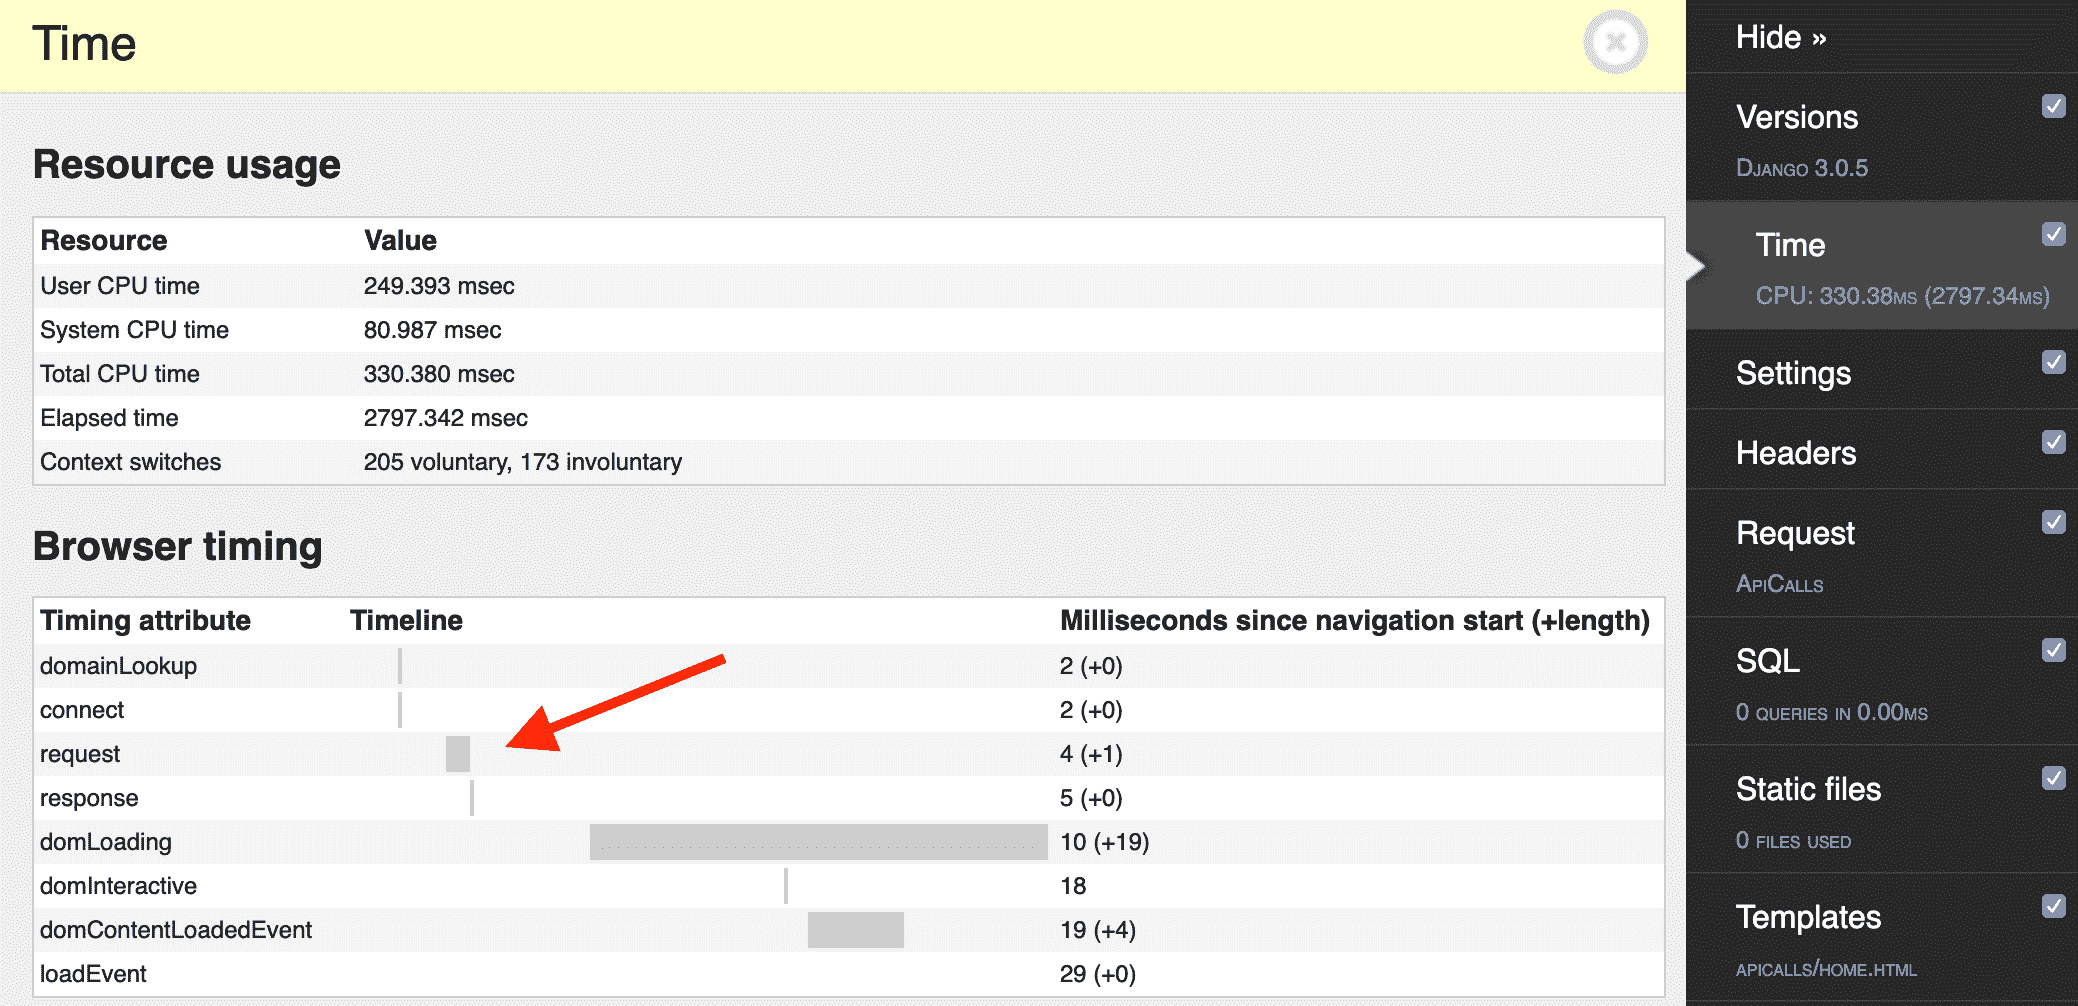 Time
Resource usage
Resource Value
User CPU time 249.393 msec
System CPU time 80.987 msec
Total CPU time 330.380 msec
Elapsed time 2797.342 msec
Context switches 205 voluntary, 173 involuntary
Browser timing
Timing attribute Timeline Milliseconds since navigation start (+length)
domainLookup 2 (+0)
connect 2 (+0)
request 4 (+1)
response 5 (+0)
domLoading 10 (+19)
domInteractive 18
domContentLoadedEvent 19 (+4)
loadEvent 29 (+0)
Hide »
Versions
Django 3.0.5
Time
CPU: 330.38ms (2797.34ms)
Settings
Headers
Request
ApiCalls
SQL
0 queries in 0.00ms
Static files
0 files used
Templates
apicalls/home.html